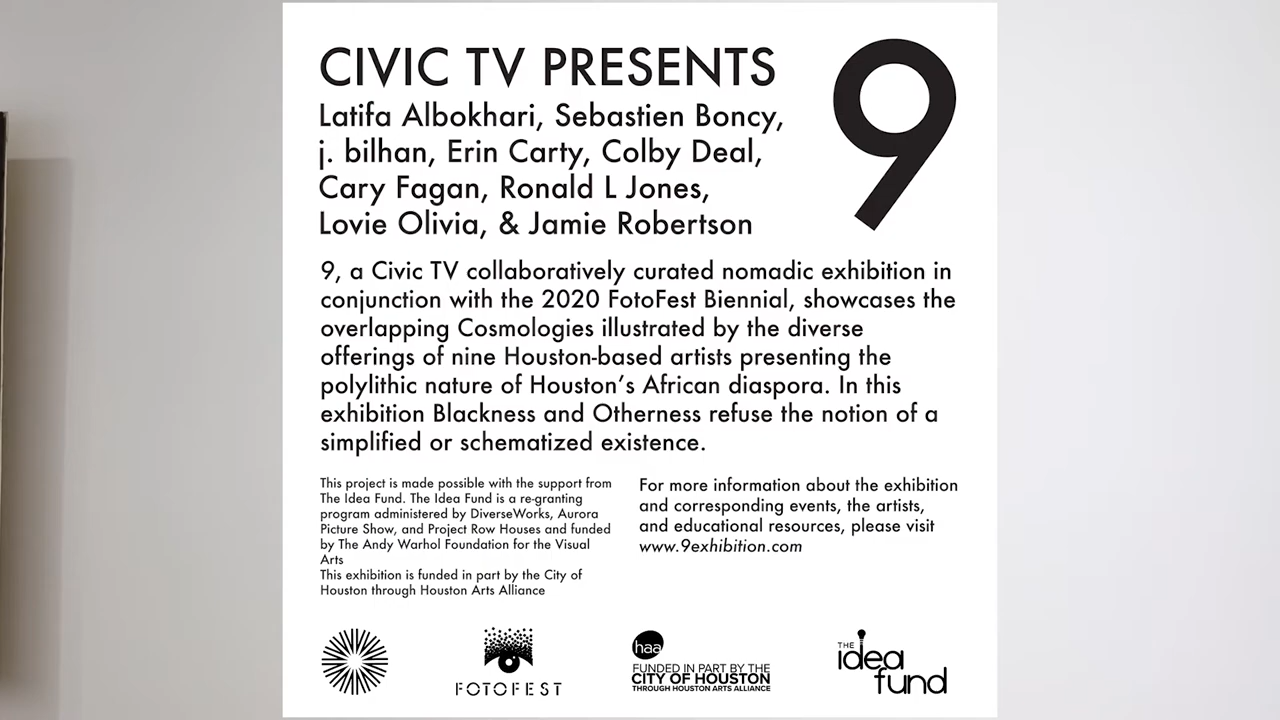 CIVIC TV PRESENTS
9
Latifa Albokhari, Sebastien Boncy,
j. bilhan, Erin Carty, Colby Deal,
Cary Fagan, Ronald L Jones,
Lovie Olivia, & Jamie Robertson
9, a Civic TV collaboratively curated nomadic exhibition in
conjunction with the 2020 FotoFest Biennial, showcases the
overlapping Cosmologies illustrated by the diverse
offerings of nine Houston-based artists presenting the
polylithic nature of Houston's African diaspora. In this
exhibition Blackness and Otherness refuse the notion of a
simplified or schematized existence.
This project is made possible with the support from
The Idea Fund. The Idea Fund is a re-granting
program administered by DiverseWorks, Aurora
Picture Show, and Project Row Houses and funded
by The Andy Warhol Foundation for the Visual
Arts
This exhibition is funded in part by the City of
Houston through Houston Arts Alliance
For more information about the exhibition
and corresponding events, the artists,
and educational resources, please visit
www.9exhibition.com
FOTOFEST
haa
FUNDED IN PART BY THE
CITY OF HOUSTON
THROUGH HOUSTON ARTS ALLIANCE
THE
idea
fund